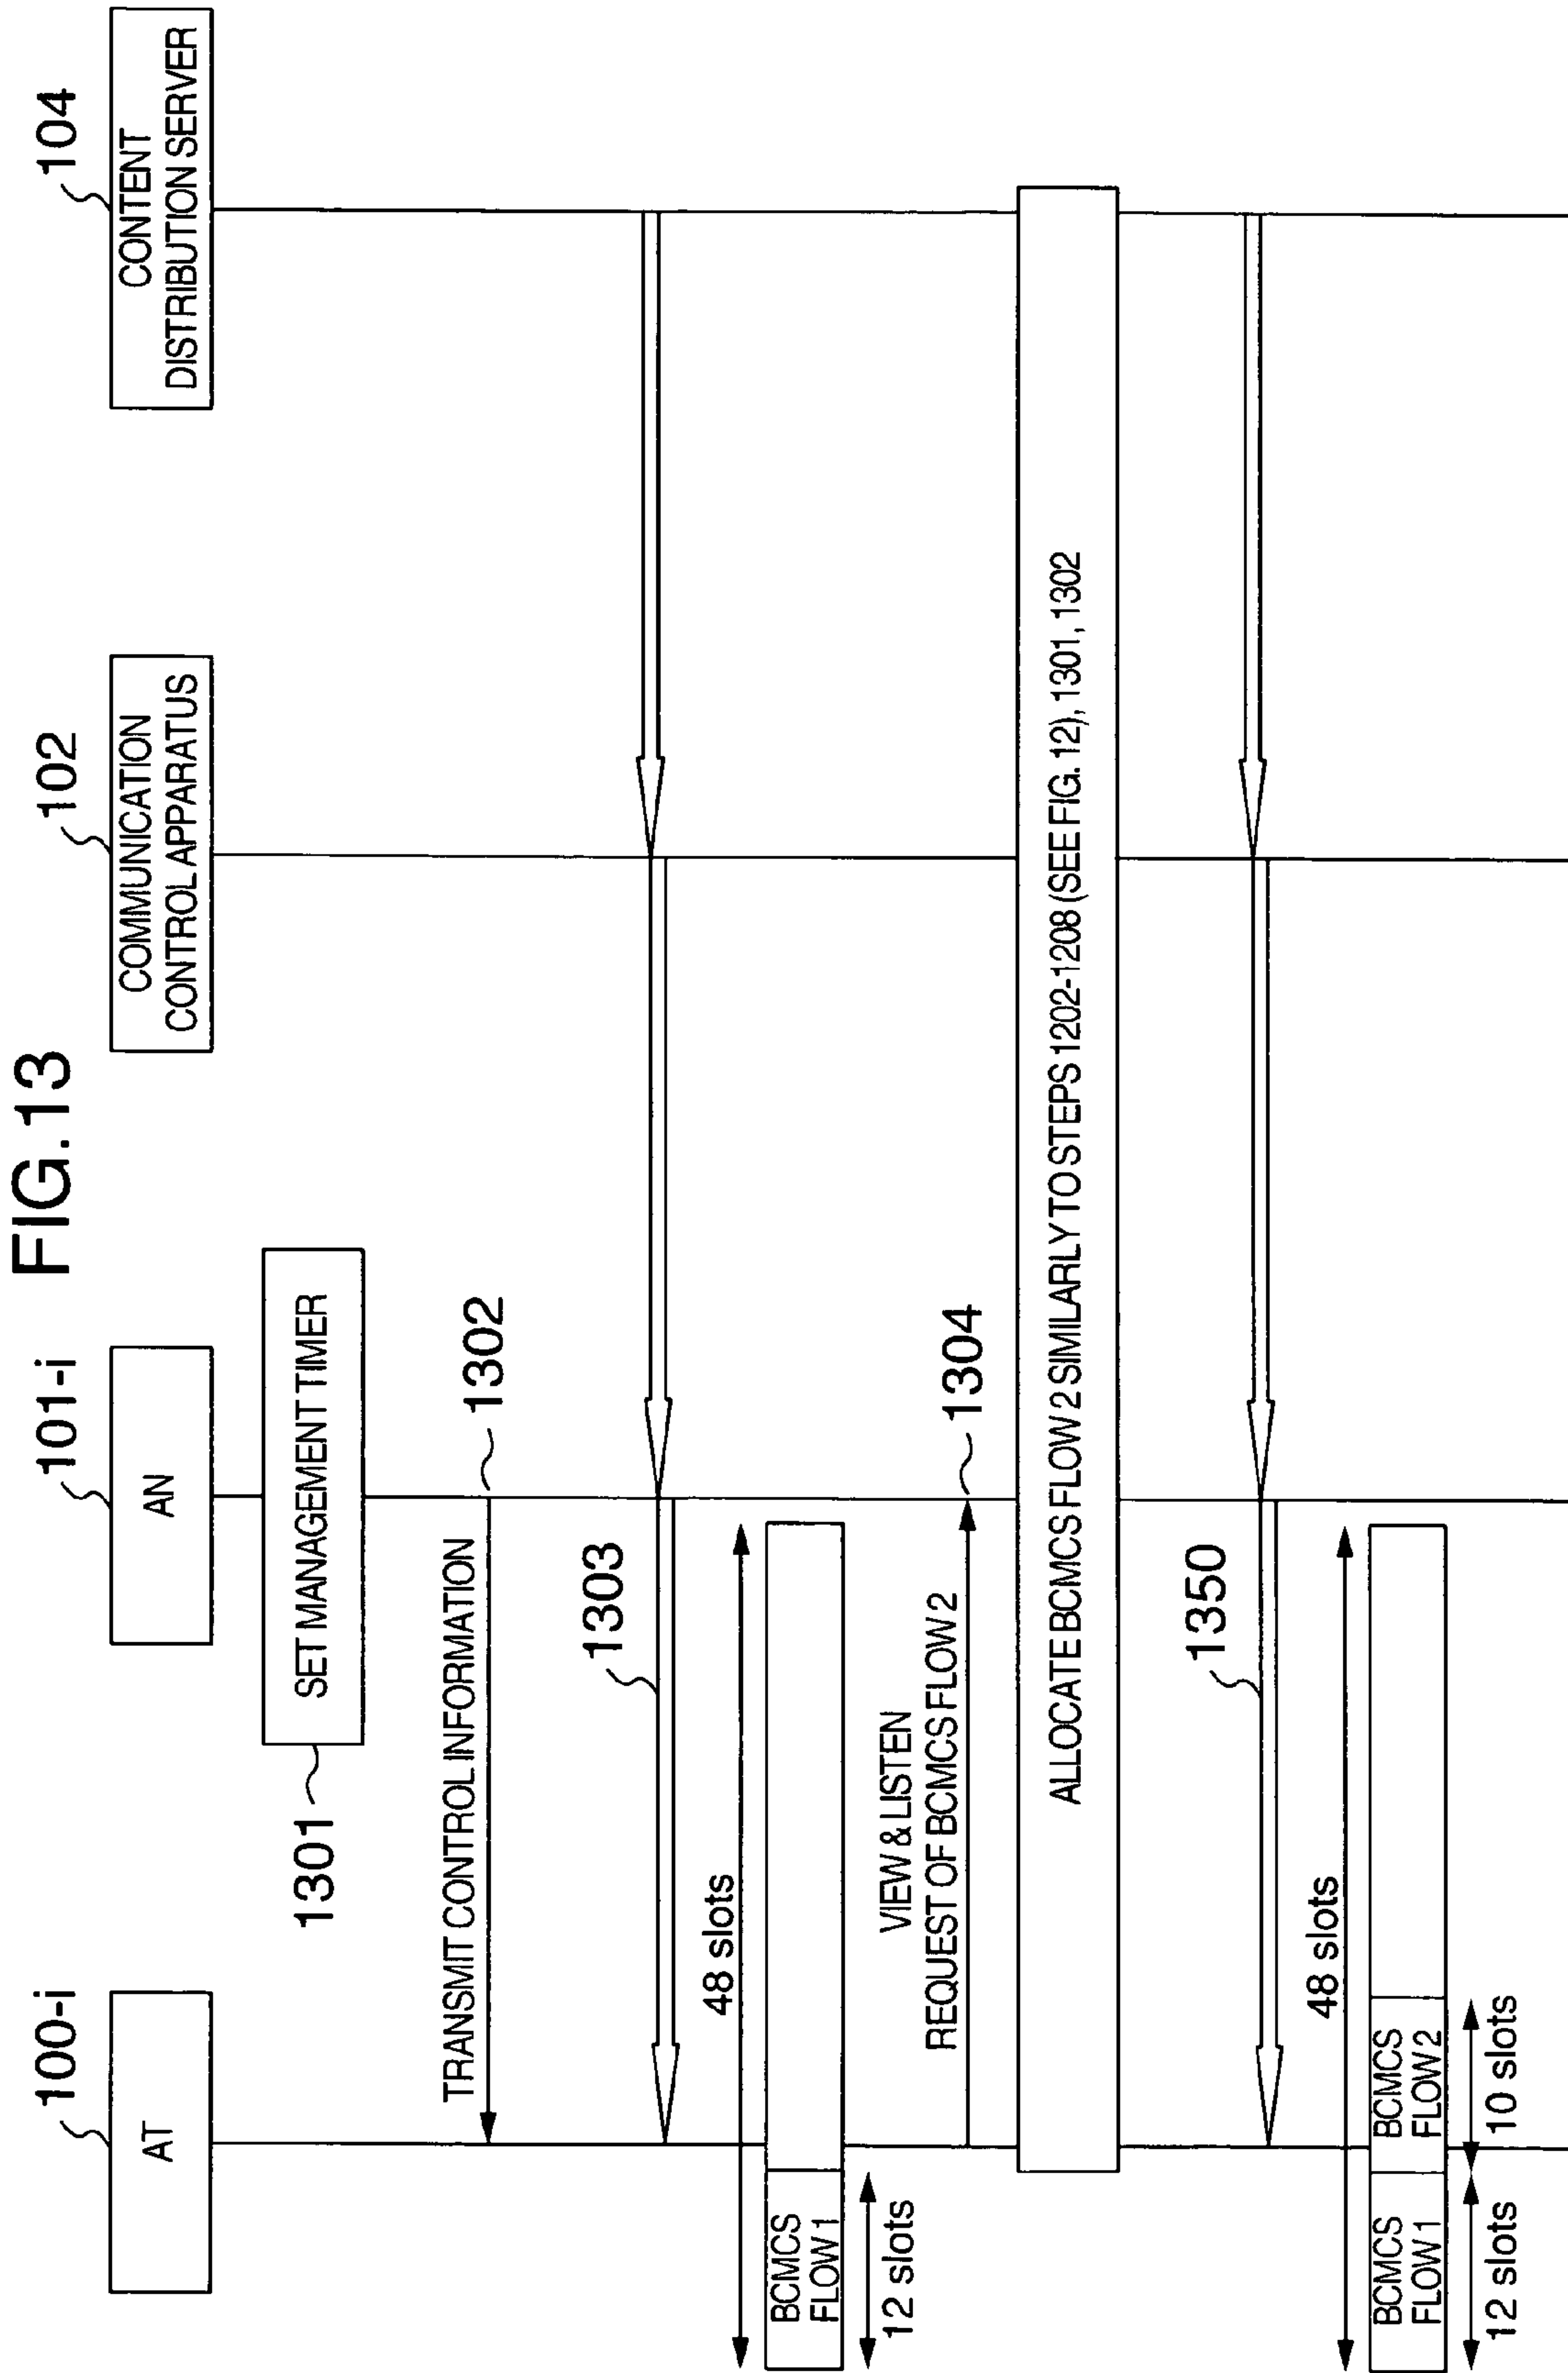 FIG.13
100-i
101-i
102
104
AT
AN
COMMUNICATION
CONTROL APPARATUS
CONTENT
DISTRIBUTION SERVER
1301
SET MANAGEMENT TIMER
TRANSMIT CONTROL INFORMATION
1302
1303
48 slots
BCMCS
FLOW 1
12 slots
VIEW & LISTEN
REQUEST OF BCMCS FLOW 2
1304
ALLOCATE BCMCS FLOW 2 SIMILARLY TO STEPS 1202-1208 (SEE FIG. 12), 1301, 1302
1350
48 slots
BCMCS
FLOW 1
BCMCS
FLOW 2
12 slots
10 slots